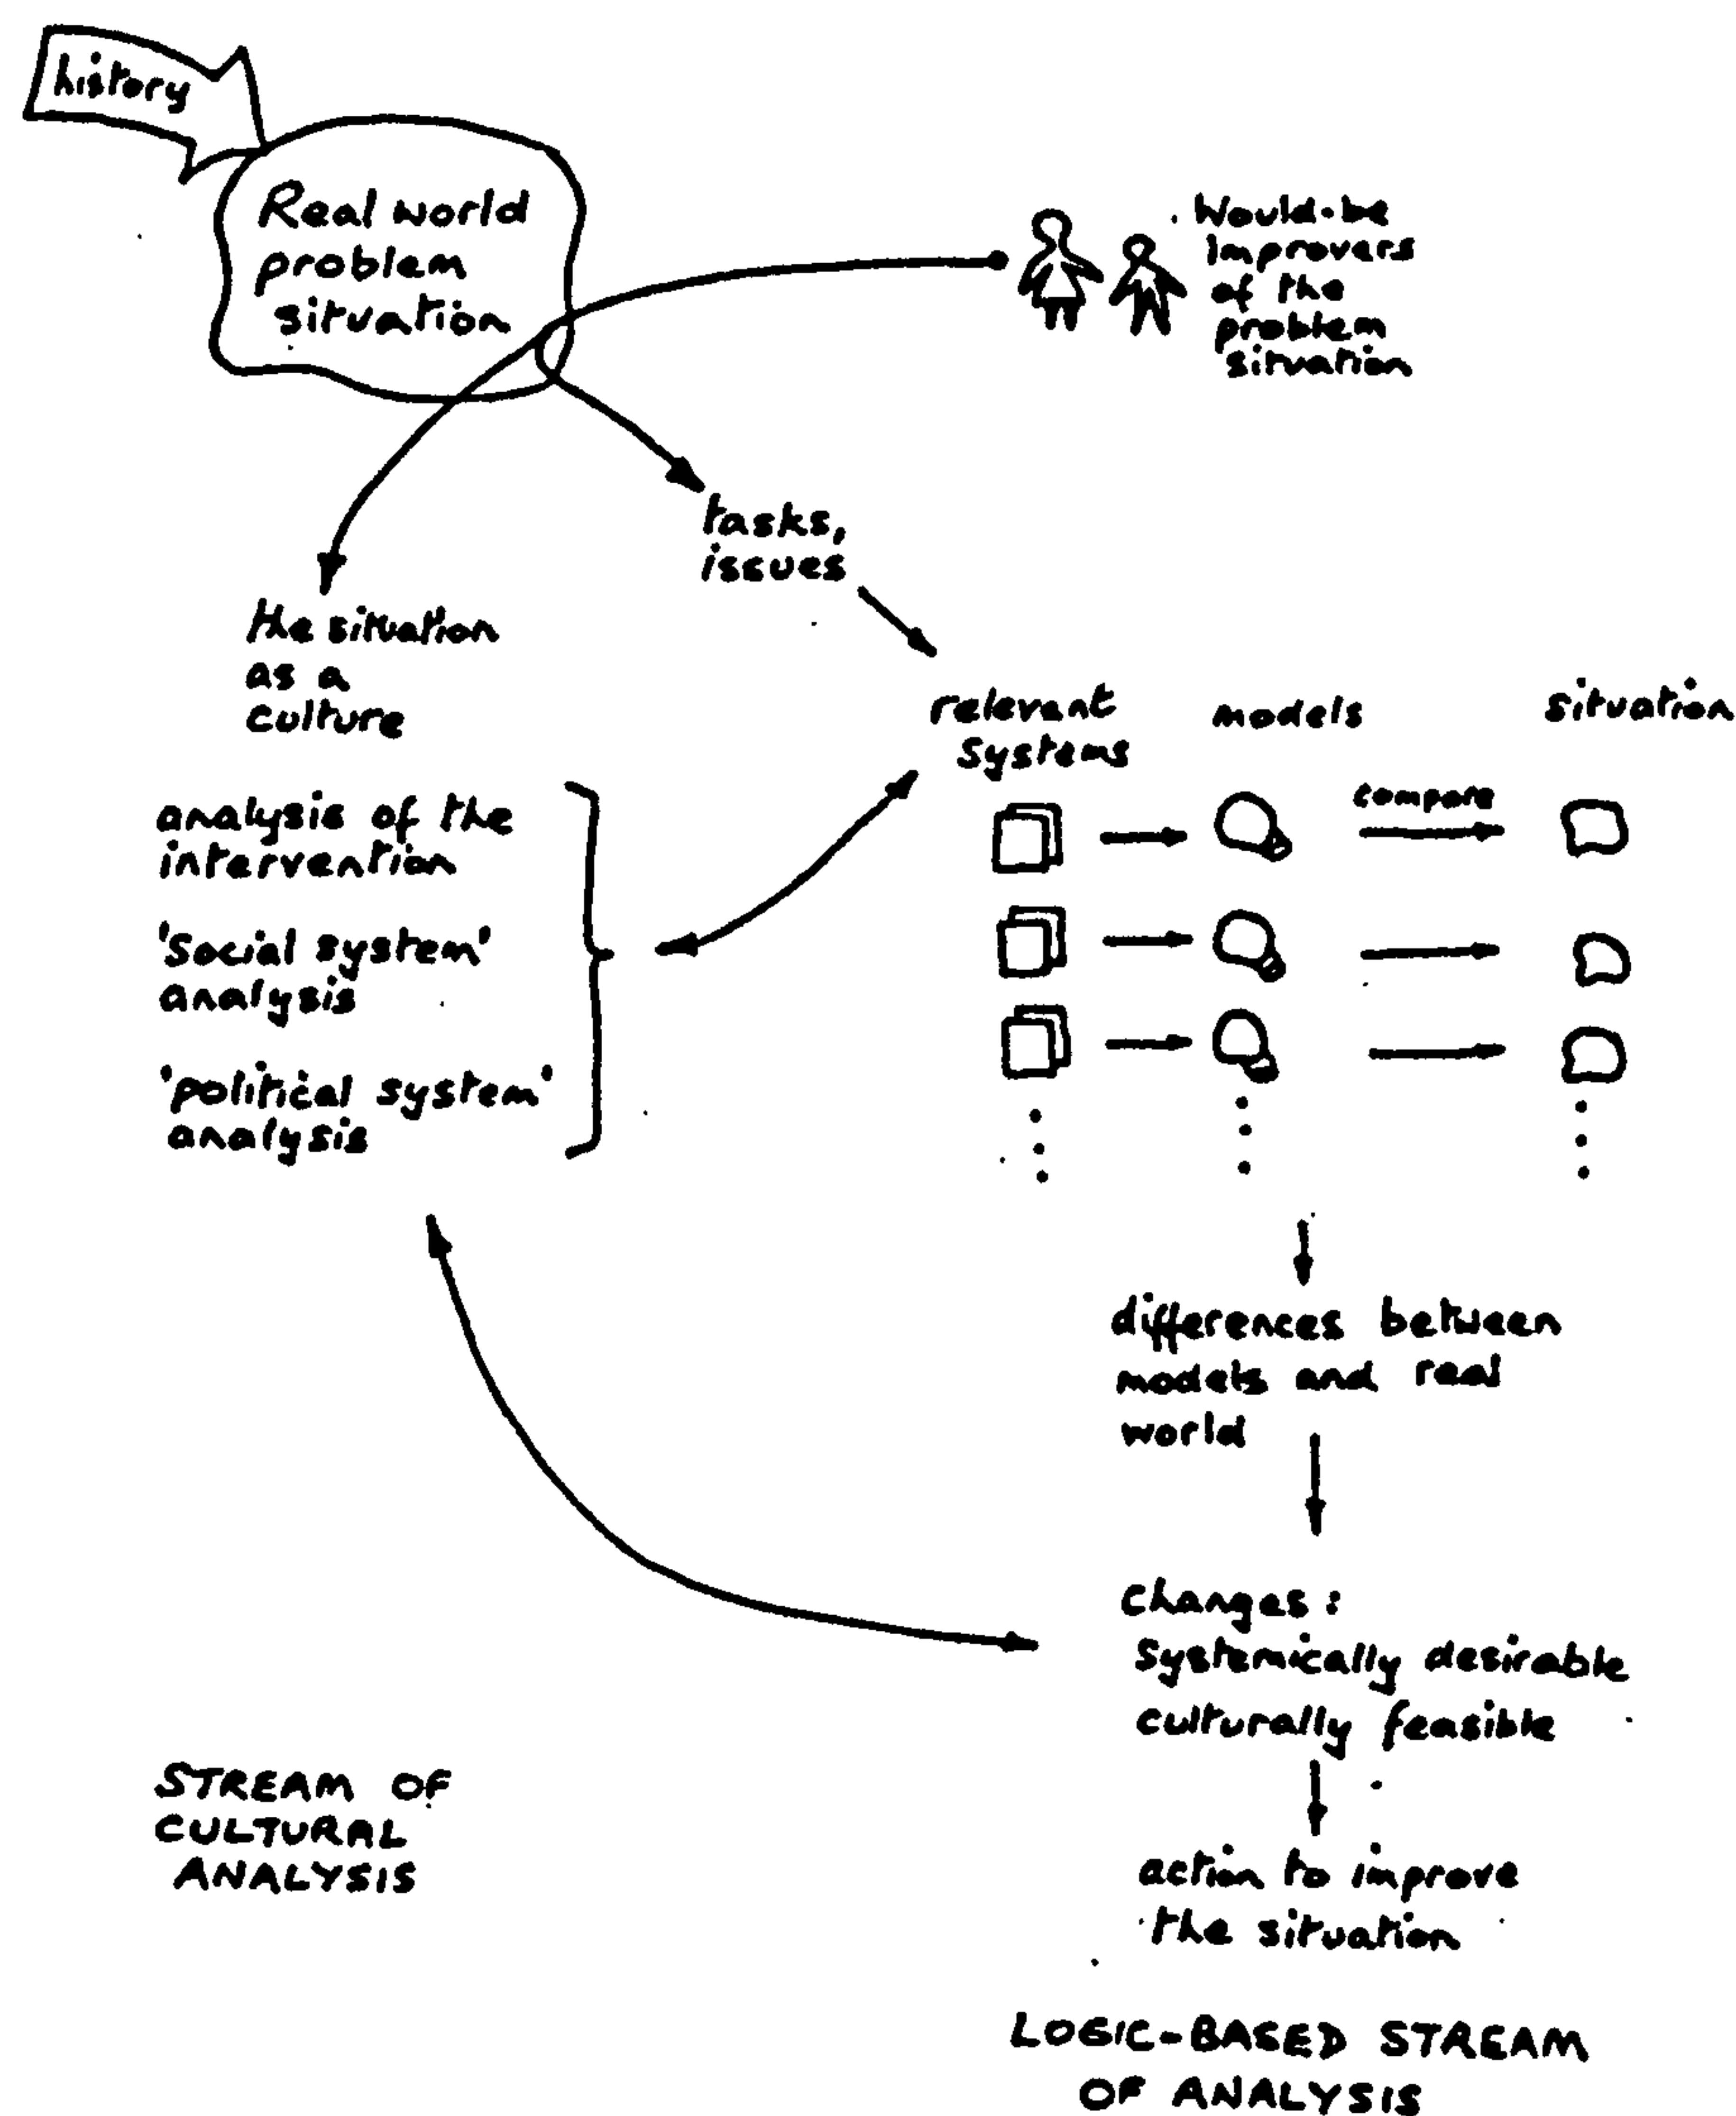 history
Real world
problem
situation
Would-be
improvers
of the
problem
situation
tasks,
issues
the situation
as a
culture
relevant
systems
models
situation
compare
analysis of the
intervention
'Social system'
analysis
'political system'
analysis
differences between
models and real
world
Changes:
systemically desirable
culturally feasible
action to improve
the situation
STREAM OF
CULTURAL
ANALYSIS
LOGIC-BASED STREAM
OF ANALYSIS